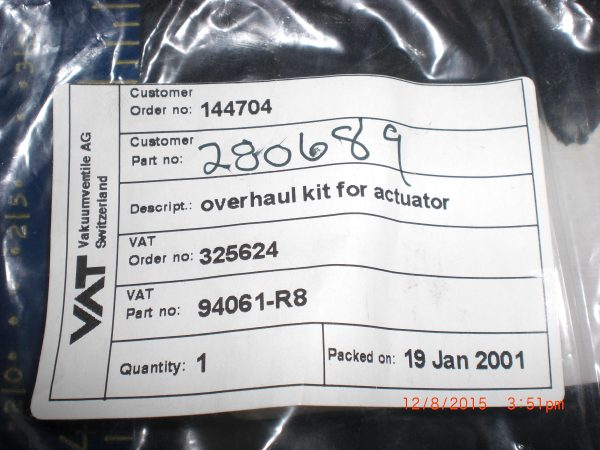 VAT Vakuumventile AG
Switzerland
Customer
Order no: 144704
Customer
Part no: 280689
Descript.: overhaul kit for actuator
VAT
Order no: 325624
VAT
Part no: 94061-R8
Quantity: 1
Packed on: 19 Jan 2001
12/8/2015 3:51pm